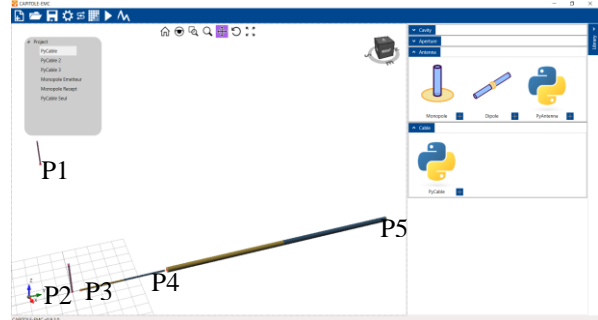 CAPITOLE-EMC
Project
PyCable
PyCable 2
PyCable 3
Monopole Emetteur
Monopole Recept
PyCable Seul
Cavity
Aperture
Antenna
Library
Monopole
Dipole
PyAntenna
Cable
PyCable
P1
P5
P4
P2
P3